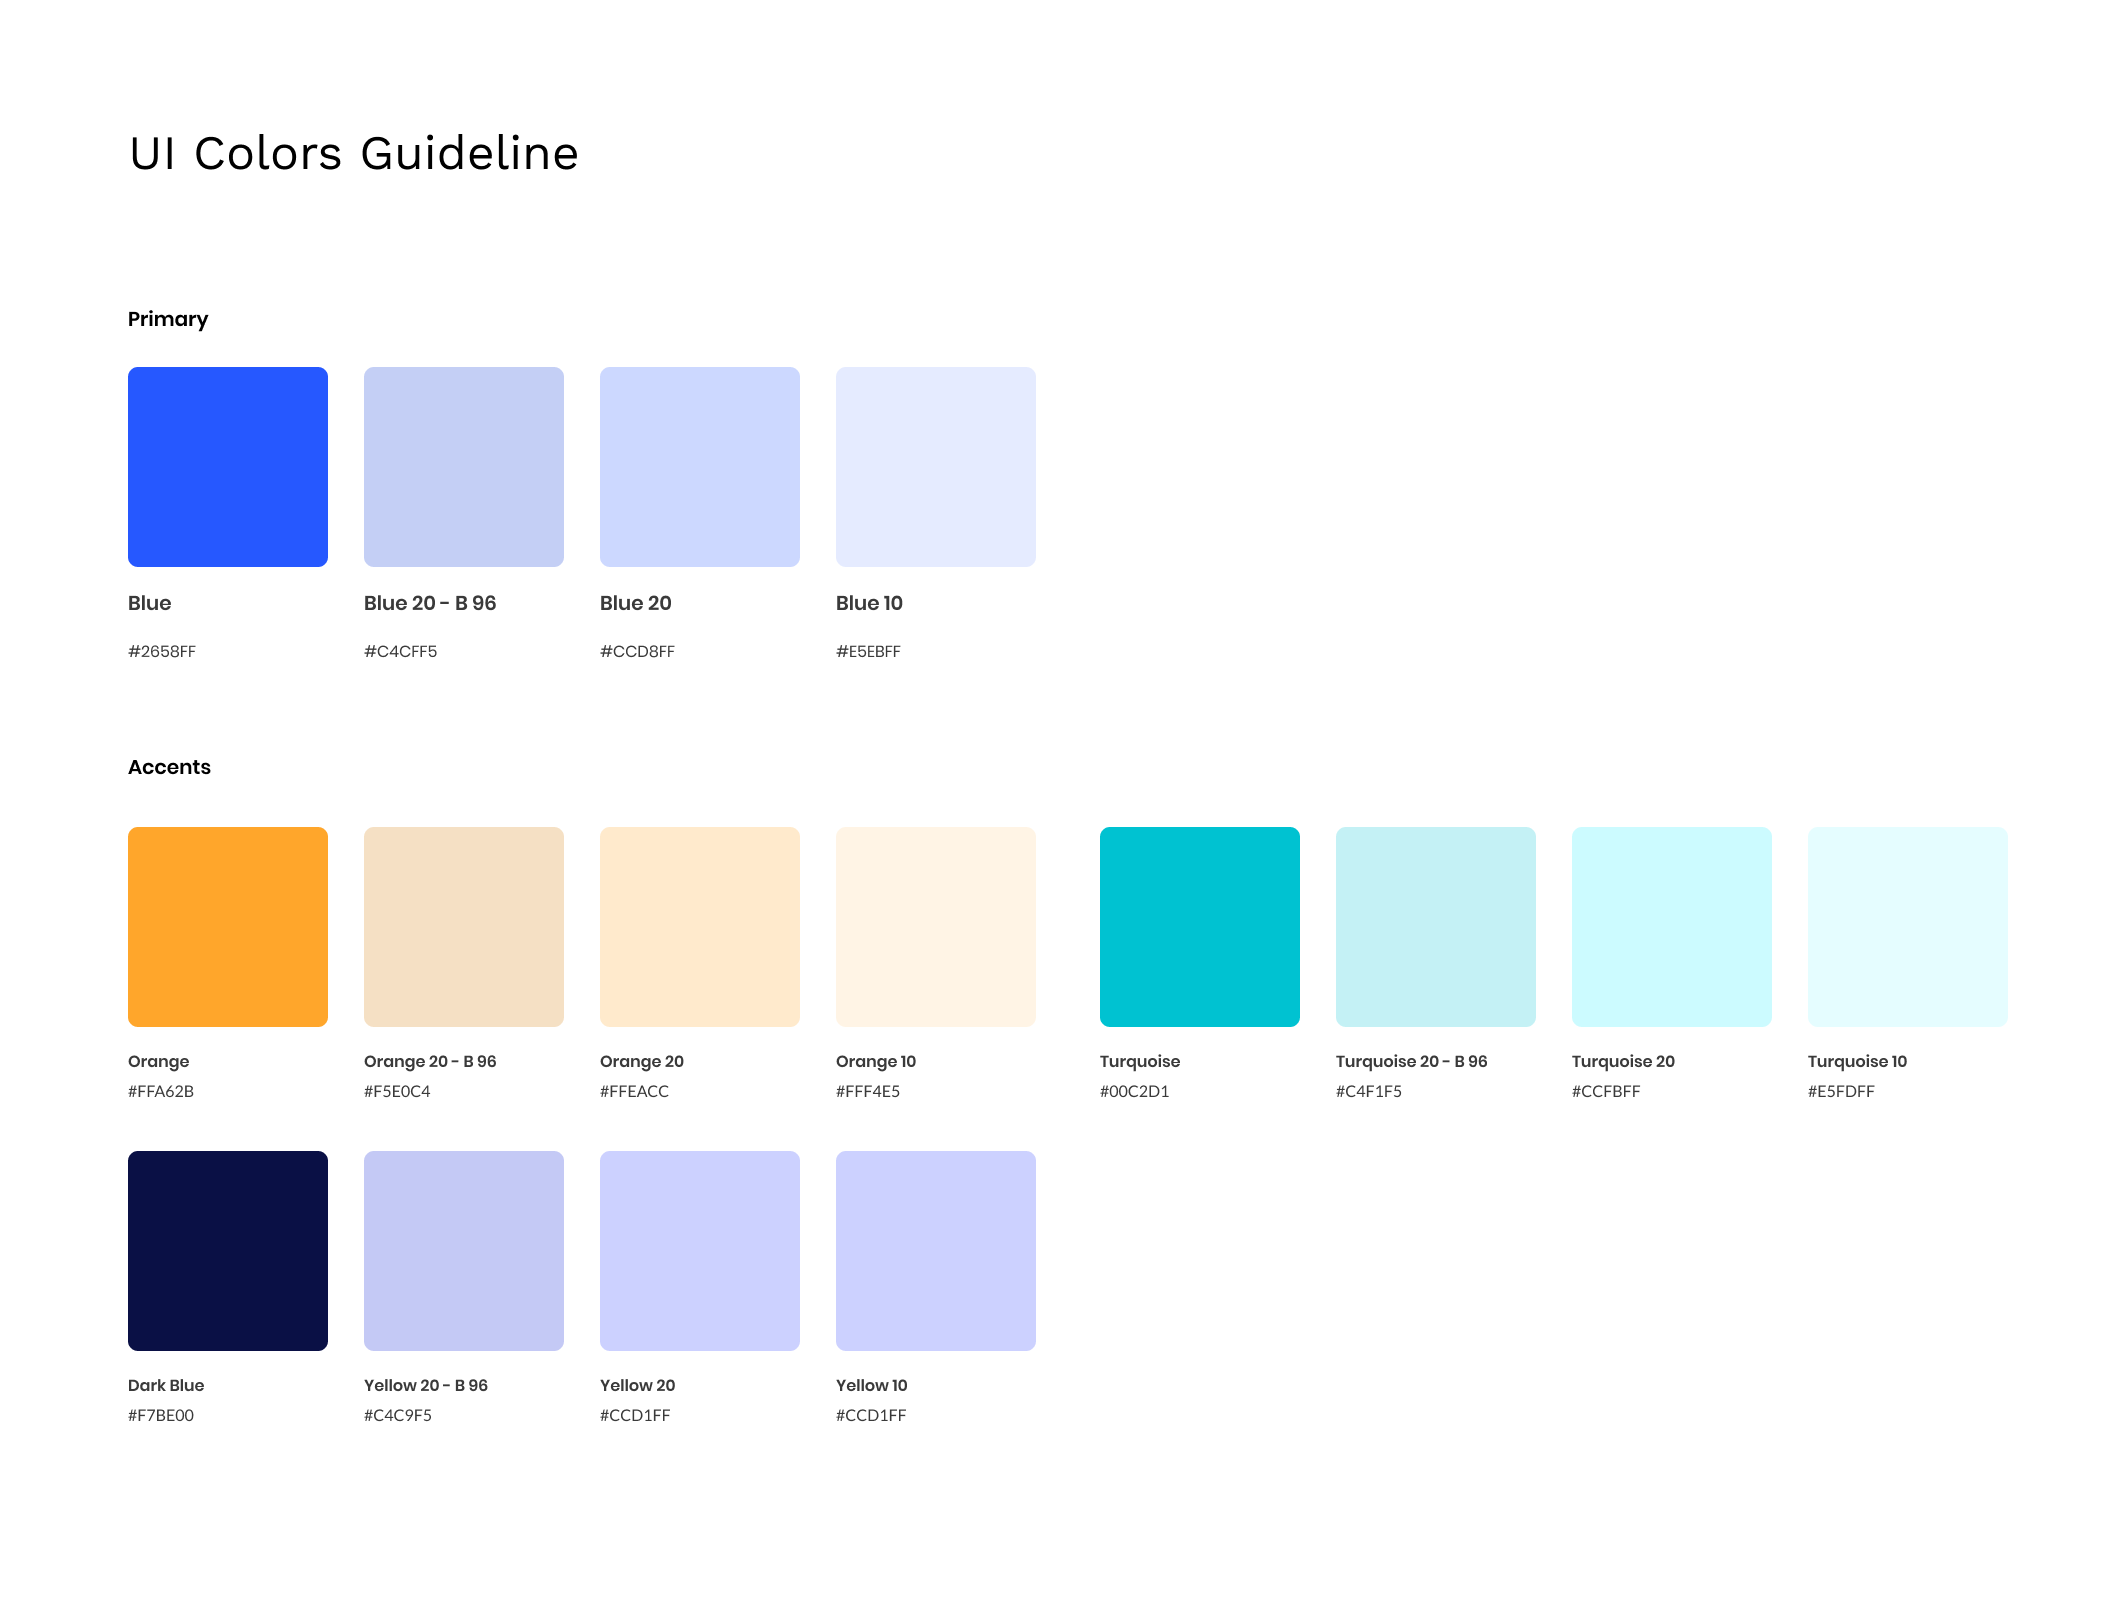 UI Colors Guideline
Primary
Blue
#2658FF
Blue 20 - B 96
#C4CFF5
Blue 20
#CCD8FF
Blue 10
#E5EBFF
Accents
Orange
#FFA62B
Orange 20 - B 96
#F5E0C4
Orange 20
#FFEACC
Orange 10
#FFF4E5
Turquoise
#00C2D1
Turquoise 20 - B 96
#C4F1F5
Turquoise 20
#CCFBFF
Turquoise 10
#E5FDFF
Dark Blue
#F7BE00
Yellow 20 - B 96
#C4C9F5
Yellow 20
#CCD1FF
Yellow 10
#CCD1FF